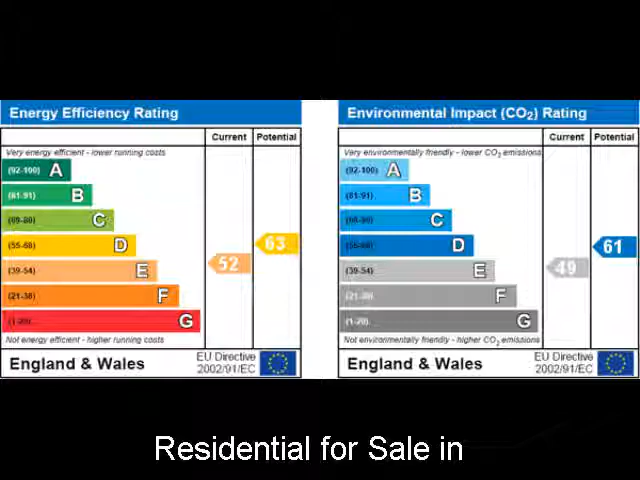 Energy Efficiency Rating
Current Potential
Very energy efficient - lower running costs
(92-100) A
(81-91) B
(69-80) C
(55-68) D
(39-54) E
(21-38) F
(1-20) G
52
63
Not energy efficient - higher running costs
England & Wales
EU Directive
2002/91/EC
Environmental Impact (CO2) Rating
Current Potential
Very environmentally friendly - lower CO2 emissions
(92-100) A
(81-91) B
(69-80) C
(55-68) D
(39-54) E
(21-38) F
(1-20) G
49
61
Not environmentally friendly - higher CO2 emissions
England & Wales
EU Directive
2002/91/EC
Residential for Sale in